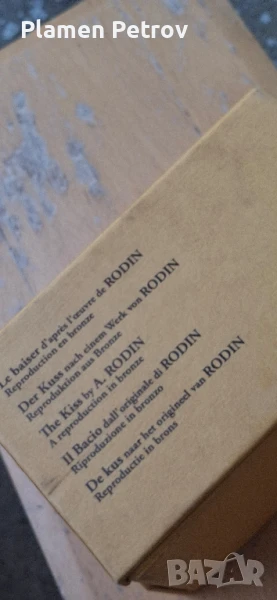 Plamen Petrov
Le baiser d'après l'œuvre de RODIN
Reproduction en bronze
Der Kuss nach einem Werk von RODIN
Reproduktion aus Bronze
The Kiss by A. RODIN
A reproduction in bronze
Il Bacio dall'originale di RODIN
Riproduzione in bronzo
De kus naar het origineel van RODIN
Reproductie in brons
BAZAR
bg